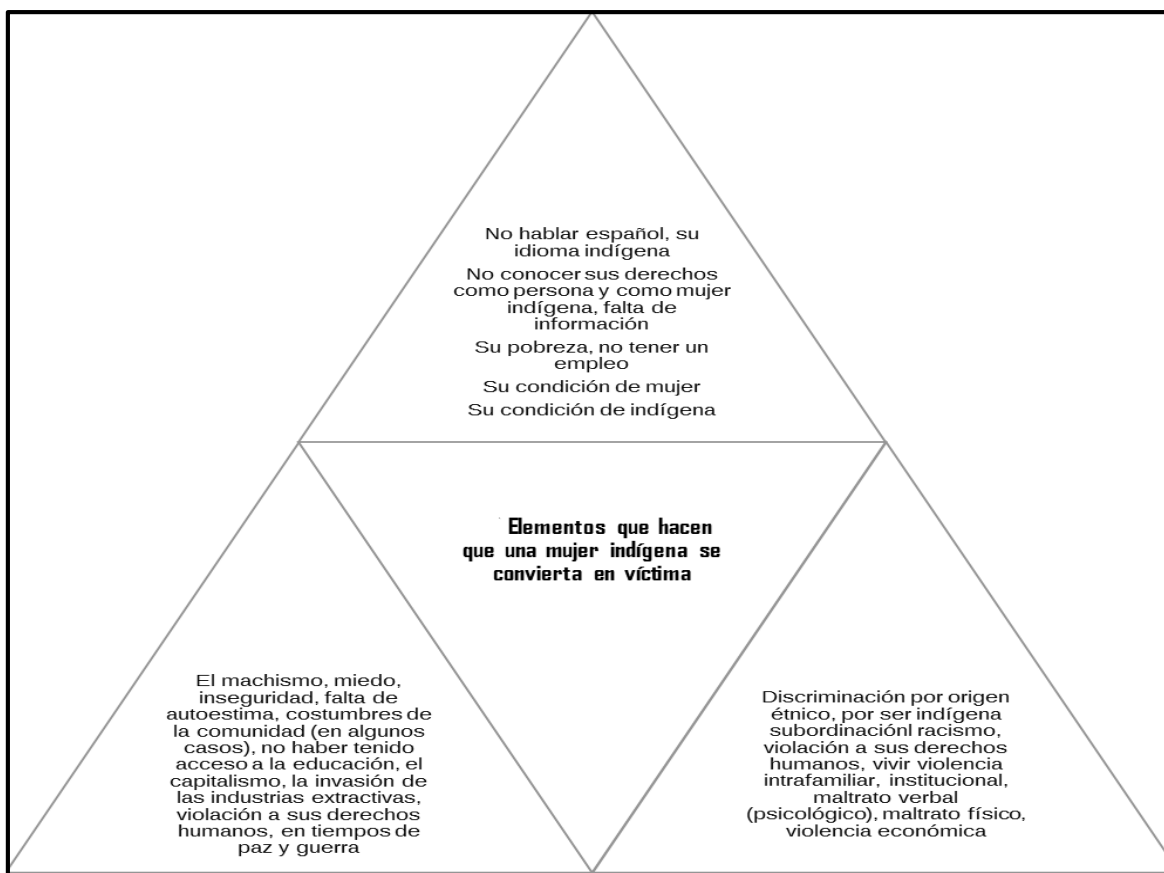 No hablar español, su
idioma indígena
No conocer sus derechos
como persona y como mujer
indígena, falta de
información
Su pobreza, no tener un
empleo
Su condición de mujer
Su condición de indígena
Elementos que hacen
que una mujer indígena se
convierta en víctima
El machismo, miedo,
inseguridad, falta de
autoestima, costumbres de
la comunidad (en algunos
casos), no haber tenido
acceso a la educación, el
capitalismo, la invasión de
las industrias extractivas,
violación a sus derechos
humanos, en tiempos de
paz y guerra
Discriminación por origen
étnico, por ser indígena
subordinaciónl racismo,
violación a sus derechos
humanos, vivir violencia
intrafamiliar, institucional,
maltrato verbal
(psicológico), maltrato físico,
violencia económica